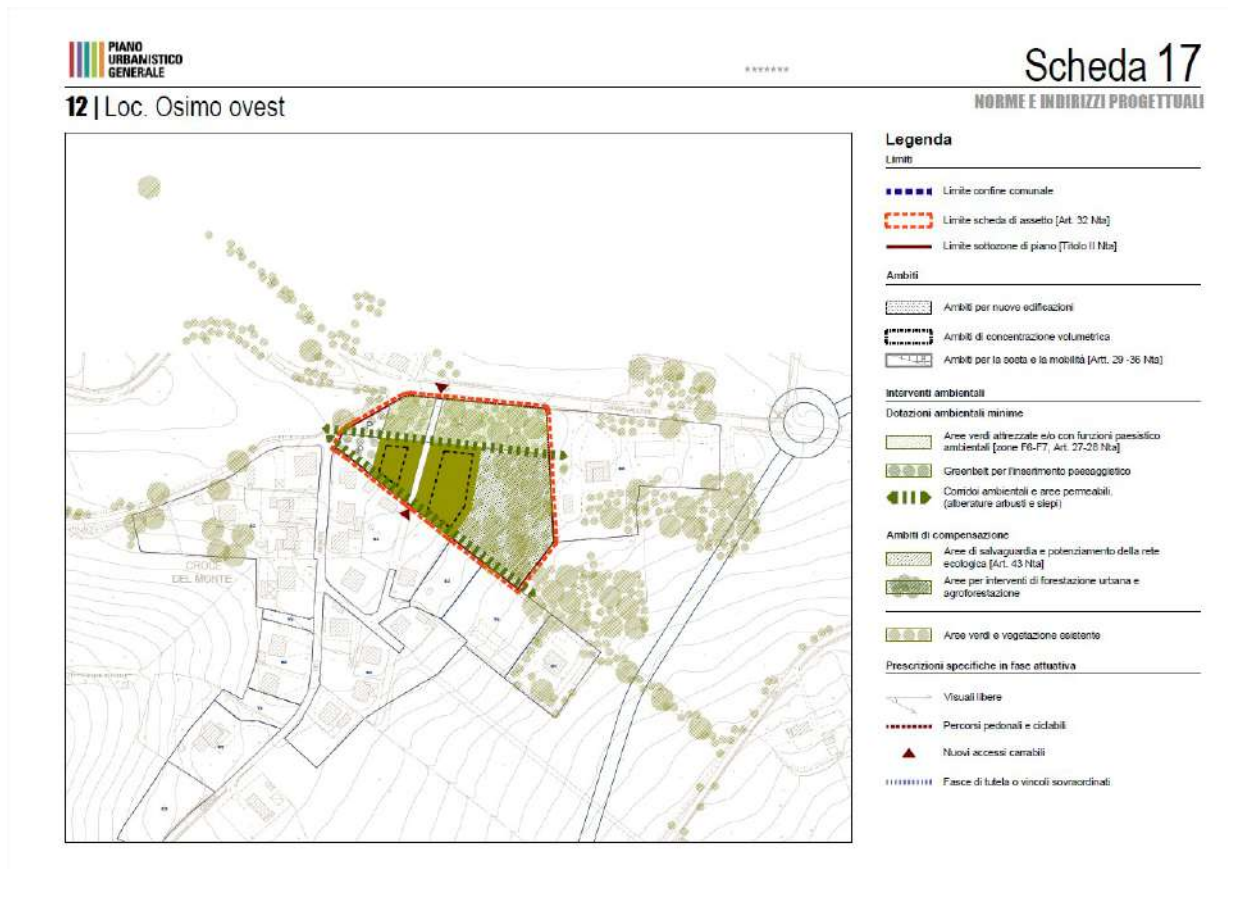 PIANO
URBANISTICO
GENERALE
*******
Scheda 17
12 | Loc. Osimo ovest
NORME E INDIRIZZI PROGETTUALI
CROCE
DEL MONTE
Legenda
Limiti
Limite confine comunale
Limite scheda di assetto [Art. 32 Nta]
Limite sottozone di piano [Titolo II Nta]
Ambiti
Ambiti per nuove edificazioni
Ambiti di concentrazione volumetrica
Ambiti per la sosta e la mobilità [Artt. 29 -36 Nta]
Interventi ambientali
Dotazioni ambientali minime
Aree verdi attrezzate e/o con funzioni paesistico
ambientali [zone F6-F7, Art. 27-28 Nta]
Greenbelt per l'inserimento paesaggistico
Corridoi ambientali e aree permeabili.
(alberature arbusti e siepi)
Ambiti di compensazione
Aree di salvaguardia e potenziamento della rete
ecologica [Art. 43 Nta]
Aree per interventi di forestazione urbana e
agroforestazione
Aree verdi e vegetazione esistente
Prescrizioni specifiche in fase attuativa
Visuali libere
Percorsi pedonali e ciclabili
Nuovi accessi carrabili
Fasce di tutela o vincoli sovraordinati